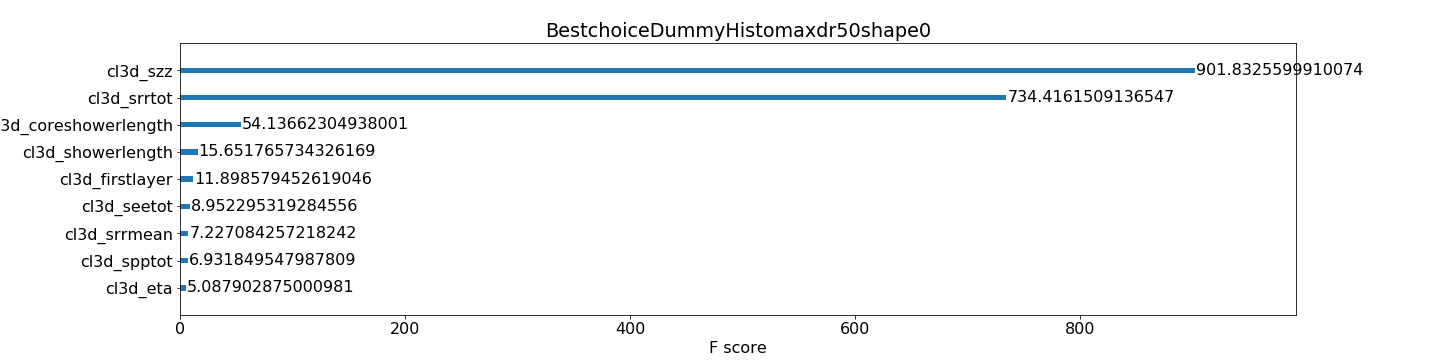 BestchoiceDummyHistomaxdr50shape0
cl3d_szz 901.8325599910074
cl3d_srrtot 734.4161509136547
3d_coreshowerlength 54.13662304938001
cl3d_showerlength 15.651765734326169
cl3d_firstlayer 11.898579452619046
cl3d_seetot 8.952295319284556
cl3d_srrmean 7.227084257218242
cl3d_spptot 6.931849547987809
cl3d_eta 5.087902875000981
0 200 400 600 800
F score